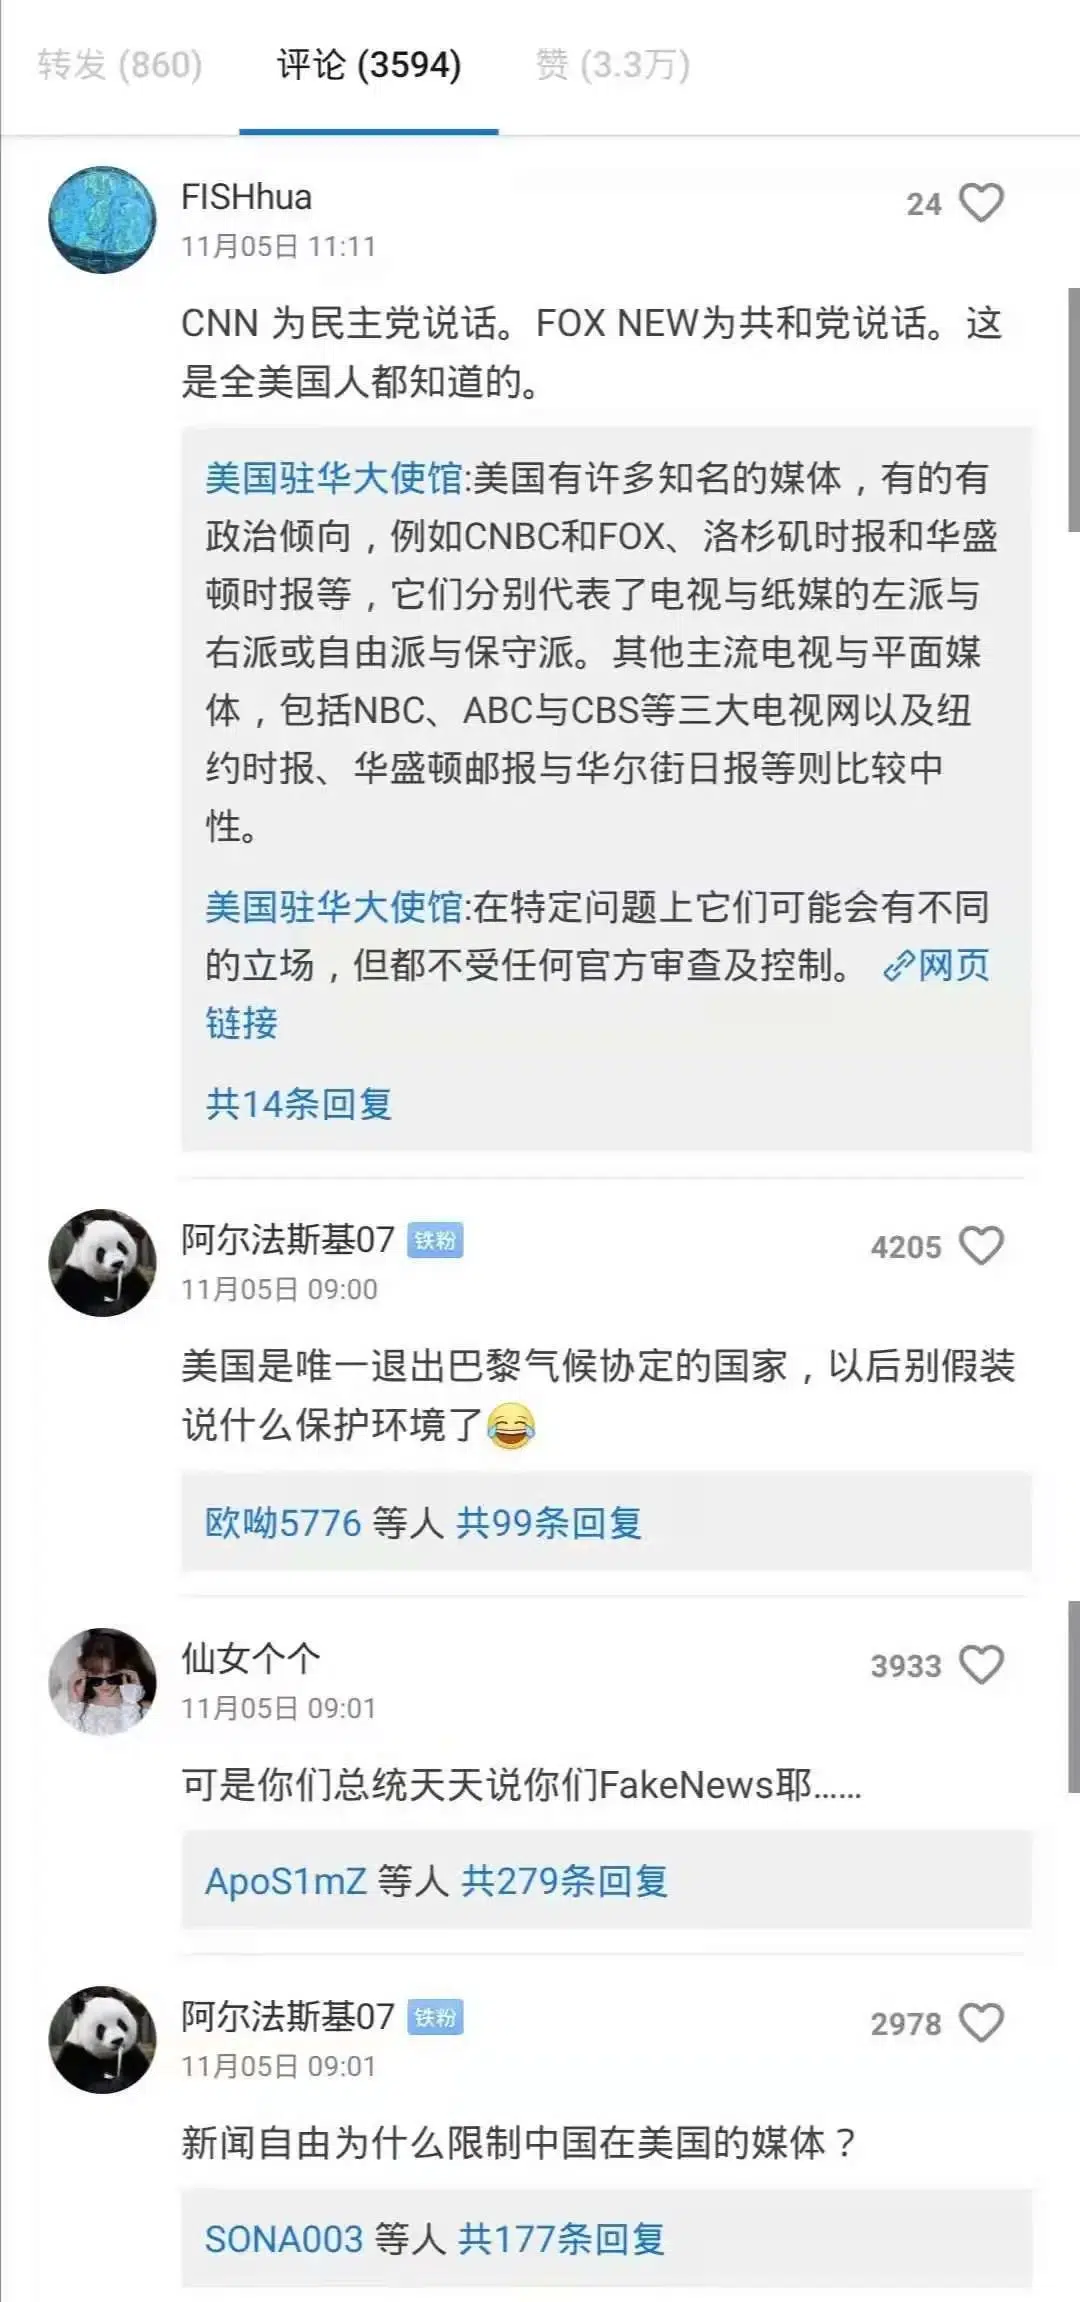 转发 (860) 评论 (3594) 赞 (3.3万)
FISHhua
24
11月05日 11:11
CNN 为民主党说话。FOX NEW为共和党说话。这
是全美国人都知道的。
美国驻华大使馆:美国有许多知名的媒体，有的有
政治倾向，例如CNBC和FOX、洛杉矶时报和华盛
顿时报等，它们分别代表了电视与纸媒的左派与
右派或自由派与保守派。其他主流电视与平面媒
体，包括NBC、ABC与CBS等三大电视网以及纽
约时报、华盛顿邮报与华尔街日报等则比较中
性。
美国驻华大使馆:在特定问题上它们可能会有不同
的立场，但都不受任何官方审查及控制。 网页
链接
共14条回复
阿尔法斯基07 铁粉
4205
11月05日 09:00
美国是唯一退出巴黎气候协定的国家，以后别假装
说什么保护环境了😂
欧呦5776 等人 共99条回复
仙女个个
3933
11月05日 09:01
可是你们总统天天说你们FakeNews耶......
ApoS1mZ 等人 共279条回复
阿尔法斯基07 铁粉
2978
11月05日 09:01
新闻自由为什么限制中国在美国的媒体？
SONA003 等人 共177条回复